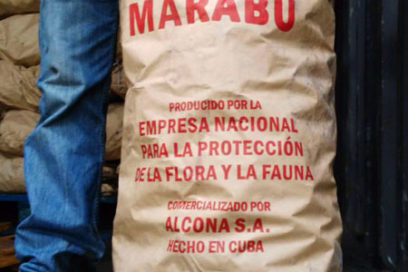 MARABU
PRODUCIDO POR LA
EMPRESA NACIONAL
PARA LA PROTECCIÓN
DE LA FLORA Y LA FAUNA
COMERCIALIZADO POR
ALCONA S.A.
HECHO EN CUBA